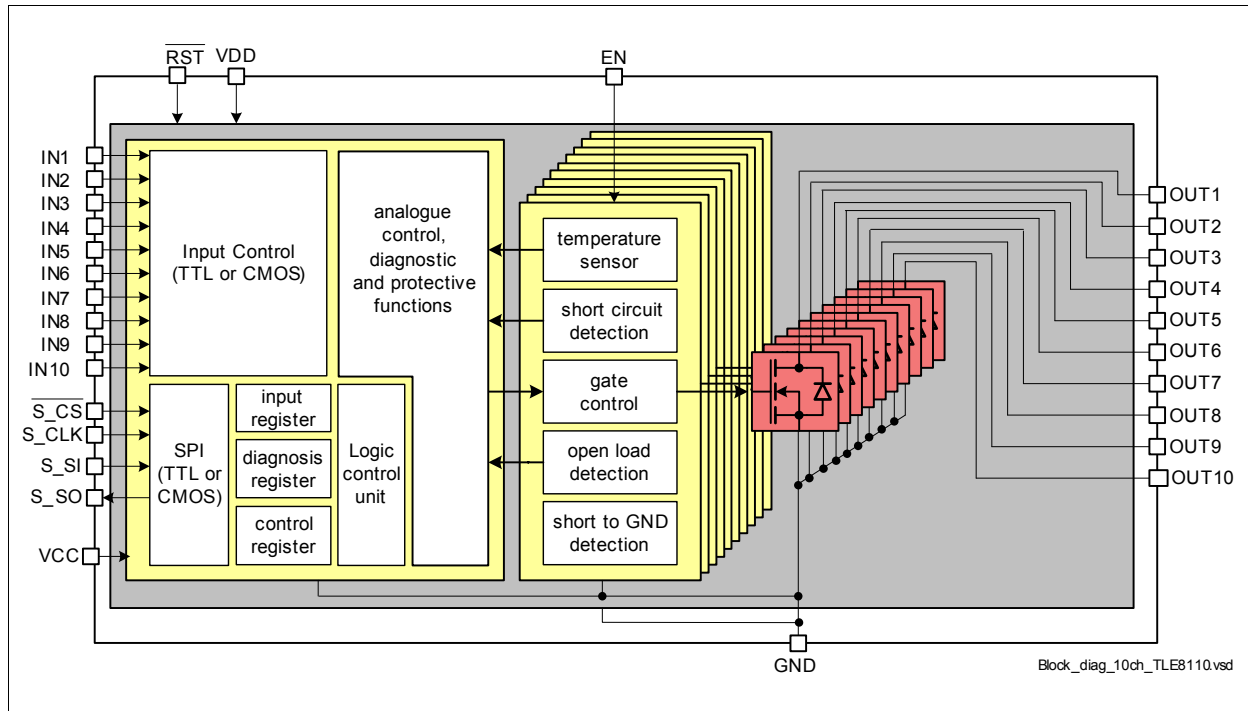 RST
VDD
EN
IN1
IN2
IN3
IN4
IN5
IN6
IN7
IN8
IN9
IN10
S_CS
S_CLK
S_SI
S_SO
VCC
Input Control
(TTL or CMOS)
SPI
(TTL or
CMOS)
input
register
diagnosis
register
control
register
Logic
control
unit
analogue
control,
diagnostic
and protective
functions
temperature
sensor
short circuit
detection
gate
control
open load
detection
short to GND
detection
OUT1
OUT2
OUT3
OUT4
OUT5
OUT6
OUT7
OUT8
OUT9
OUT10
GND
Block_diag_10ch_TLE8110.vsd